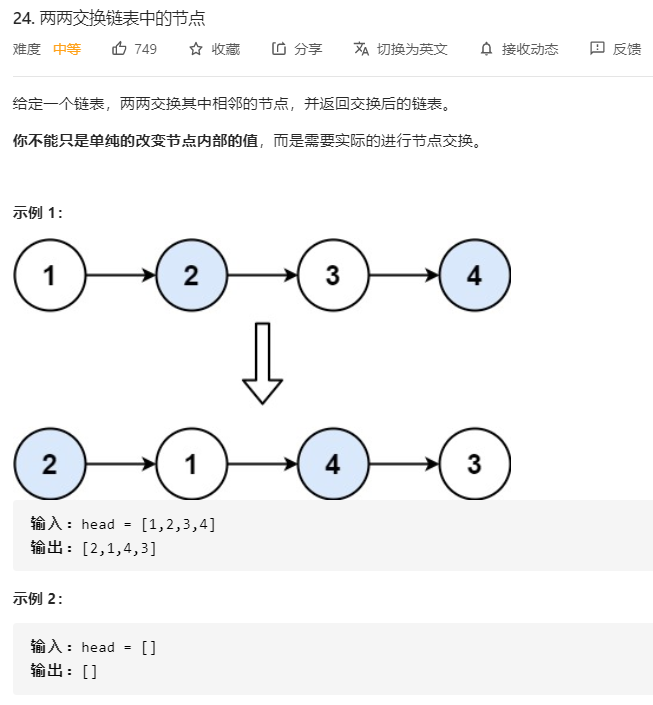 24. 两两交换链表中的节点
难度 中等 749 收藏 分享 切换为英文 接收动态 反馈
给定一个链表，两两交换其中相邻的节点，并返回交换后的链表。
你不能只是单纯的改变节点内部的值，而是需要实际的进行节点交换。
示例 1：
1 2 3 4
2 1 4 3
输入：head = [1,2,3,4]
输出：[2,1,4,3]
示例 2：
输入：head = []
输出：[]